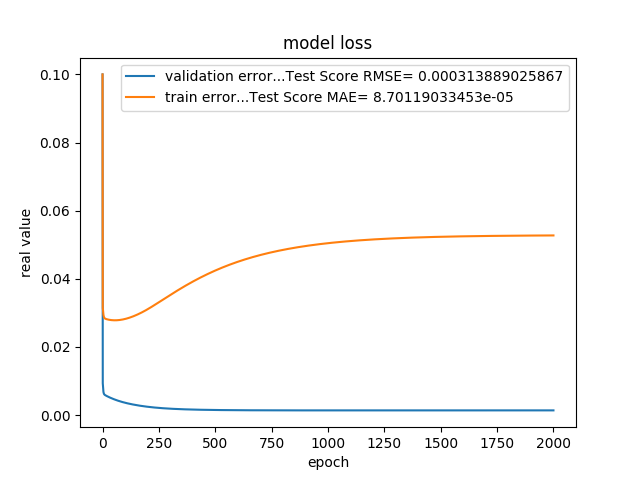 model loss
validation error...Test Score RMSE= 0.000313889025867
train error...Test Score MAE= 8.70119033453e-05
0.10
0.08
0.06
0.04
0.02
0.00
real value
0 250 500 750 1000 1250 1500 1750 2000
epoch